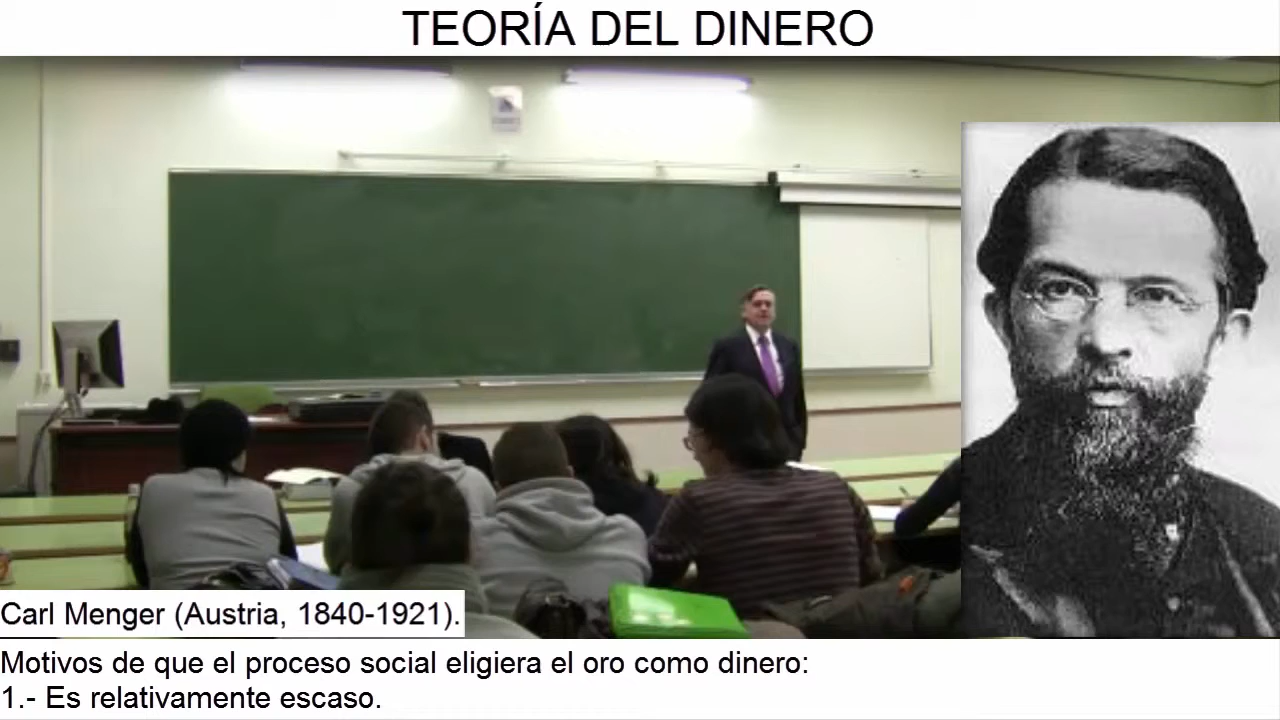 TEORÍA DEL DINERO
Carl Menger (Austria, 1840-1921).
Motivos de que el proceso social eligiera el oro como dinero:
1.- Es relativamente escaso.